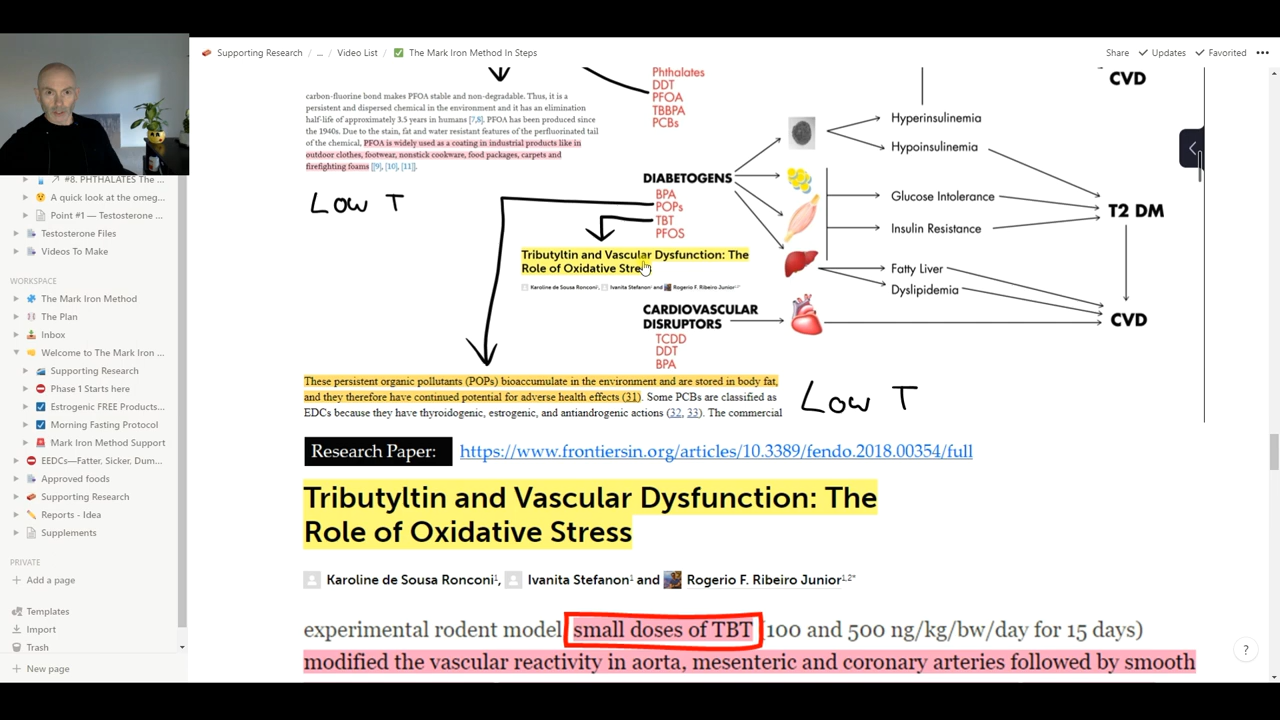 Supporting Research / ... / Video List / The Mark Iron Method In Steps
Share Updates Favorited •••
#8. PHTHALATES The ...
A quick look at the omeg...
Point #1 — Testosterone ...
Testosterone Files
Videos To Make
WORKSPACE
The Mark Iron Method
The Plan
Inbox
Welcome to The Mark Iron ...
Supporting Research
Phase 1 Starts here
Estrogenic FREE Products...
Morning Fasting Protocol
Mark Iron Method Support
EEDCs—Fatter, Sicker, Dum...
Approved foods
Supporting Research
Reports - Idea
Supplements
PRIVATE
+ Add a page
Templates
Import
Trash
+ New page
carbon-fluorine bond makes PFOA stable and non-degradable. Thus, it is a
persistent and dispersed chemical in the environment and it has an elimination
half-life of approximately 3.5 years in humans [7,8]. PFOA has been produced since
the 1940s. Due to the stain, fat and water resistant features of the perfluorinated tail
of the chemical, PFOA is widely used as a coating in industrial products like
outdoor clothes, footwear, nonstick cookware, food packages, carpets and
firefighting foams [[9], [10], [11]].
Low T
Phthalates
DDT
PFOA
TBBPA
PCBs
DIABETOGENS
BPA
POPs
TBT
PFOS
Tributyltin and Vascular Dysfunction: The
Role of Oxidative Stress
Karoline de Sousa Ronconi¹, Ivanita Stefanon¹ and Rogerio F. Ribeiro Junior¹,²*
CARDIOVASCULAR
DISRUPTORS
TCDD
DDT
BPA
CVD
Hyperinsulinemia
Hypoinsulinemia
Glucose Intolerance
Insulin Resistance
T2 DM
Fatty Liver
Dyslipidemia
CVD
These persistent organic pollutants (POPs) bioaccumulate in the environment and are stored in body fat,
and they therefore have continued potential for adverse health effects (31). Some PCBs are classified as
EDCs because they have thyroidogenic, estrogenic, and antiandrogenic actions (32, 33). The commercial
Low T
Research Paper: https://www.frontiersin.org/articles/10.3389/fendo.2018.00354/full
Tributyltin and Vascular Dysfunction: The
Role of Oxidative Stress
Karoline de Sousa Ronconi¹, Ivanita Stefanon¹ and Rogerio F. Ribeiro Junior¹,²*
experimental rodent model, small doses of TBT (100 and 500 ng/kg/bw/day for 15 days)
modified the vascular reactivity in aorta, mesenteric and coronary arteries followed by smooth
?